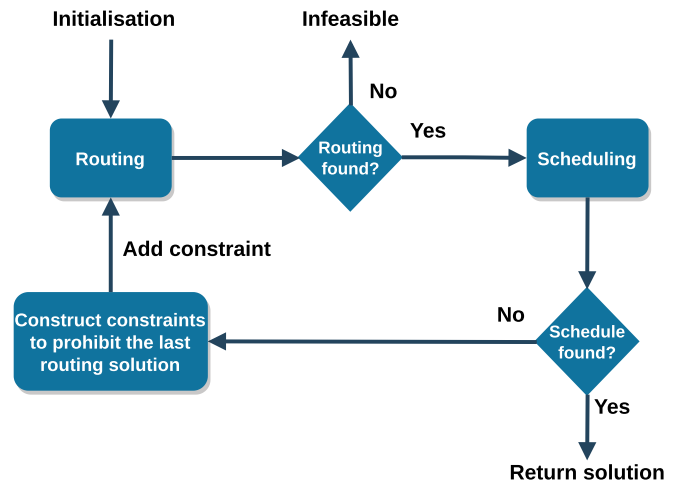 Initialisation
Infeasible
No
Routing
Routing
found?
Yes
Scheduling
Add constraint
Construct constraints
to prohibit the last
routing solution
No
Schedule
found?
Yes
Return solution